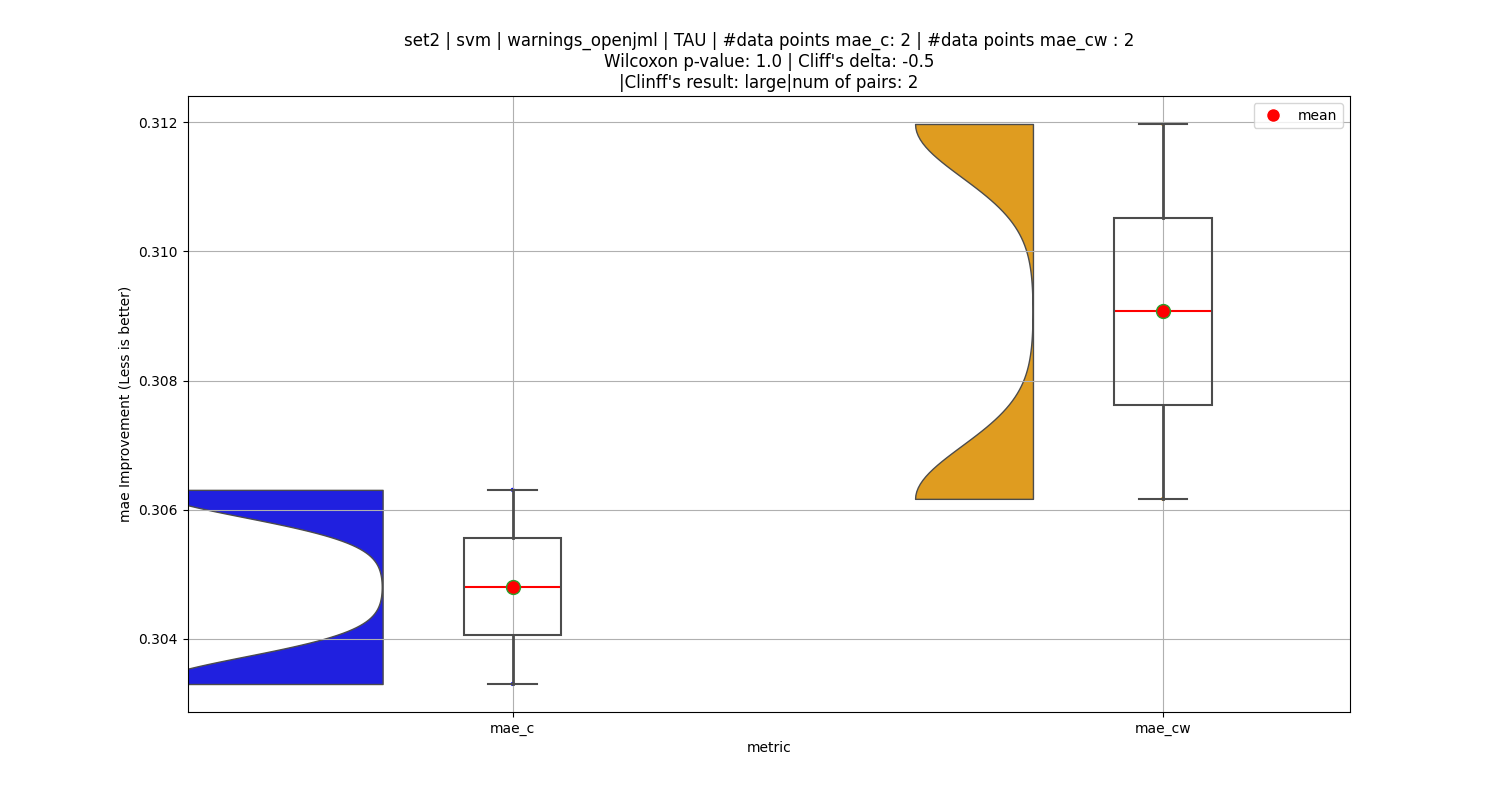 set2 | svm | warnings_openjml | TAU | #data points mae_c: 2 | #data points mae_cw : 2
Wilcoxon p-value: 1.0 | Cliff's delta: -0.5
|Clinff's result: large|num of pairs: 2
mean
mae Improvement (Less is better)
0.312
0.310
0.308
0.306
0.304
mae_c
mae_cw
metric